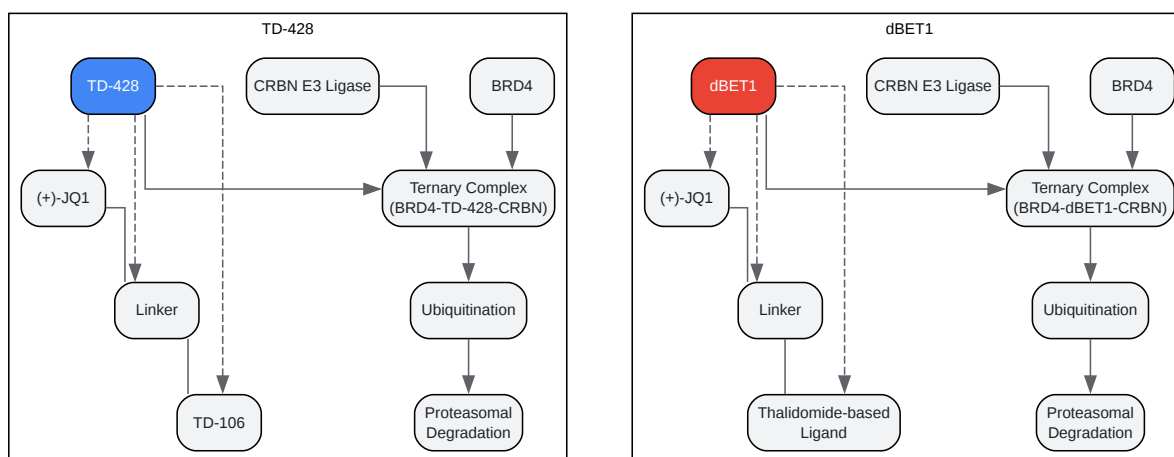 TD-428
TD-428
CRBN E3 Ligase
BRD4
(+)-JQ1
Ternary Complex
(BRD4-TD-428-CRBN)
Linker
Ubiquitination
TD-106
Proteasomal
Degradation
dBET1
dBET1
CRBN E3 Ligase
BRD4
(+)-JQ1
Ternary Complex
(BRD4-dBET1-CRBN)
Linker
Ubiquitination
Thalidomide-based
Ligand
Proteasomal
Degradation